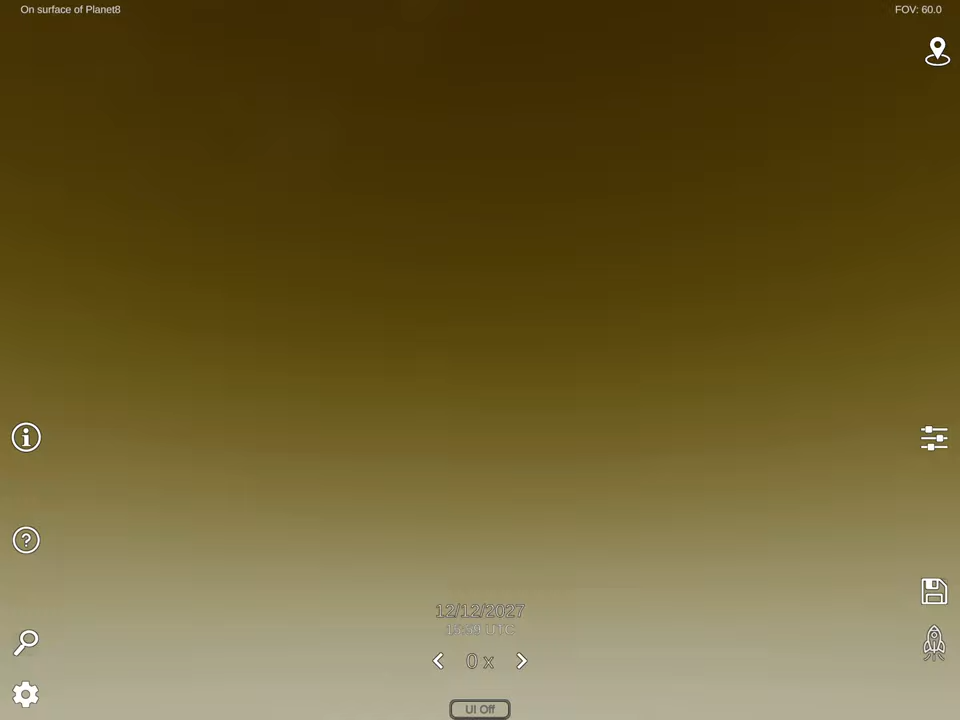 On surface of Planet8
FOV: 60.0
12/12/2027
0 x
UI Off